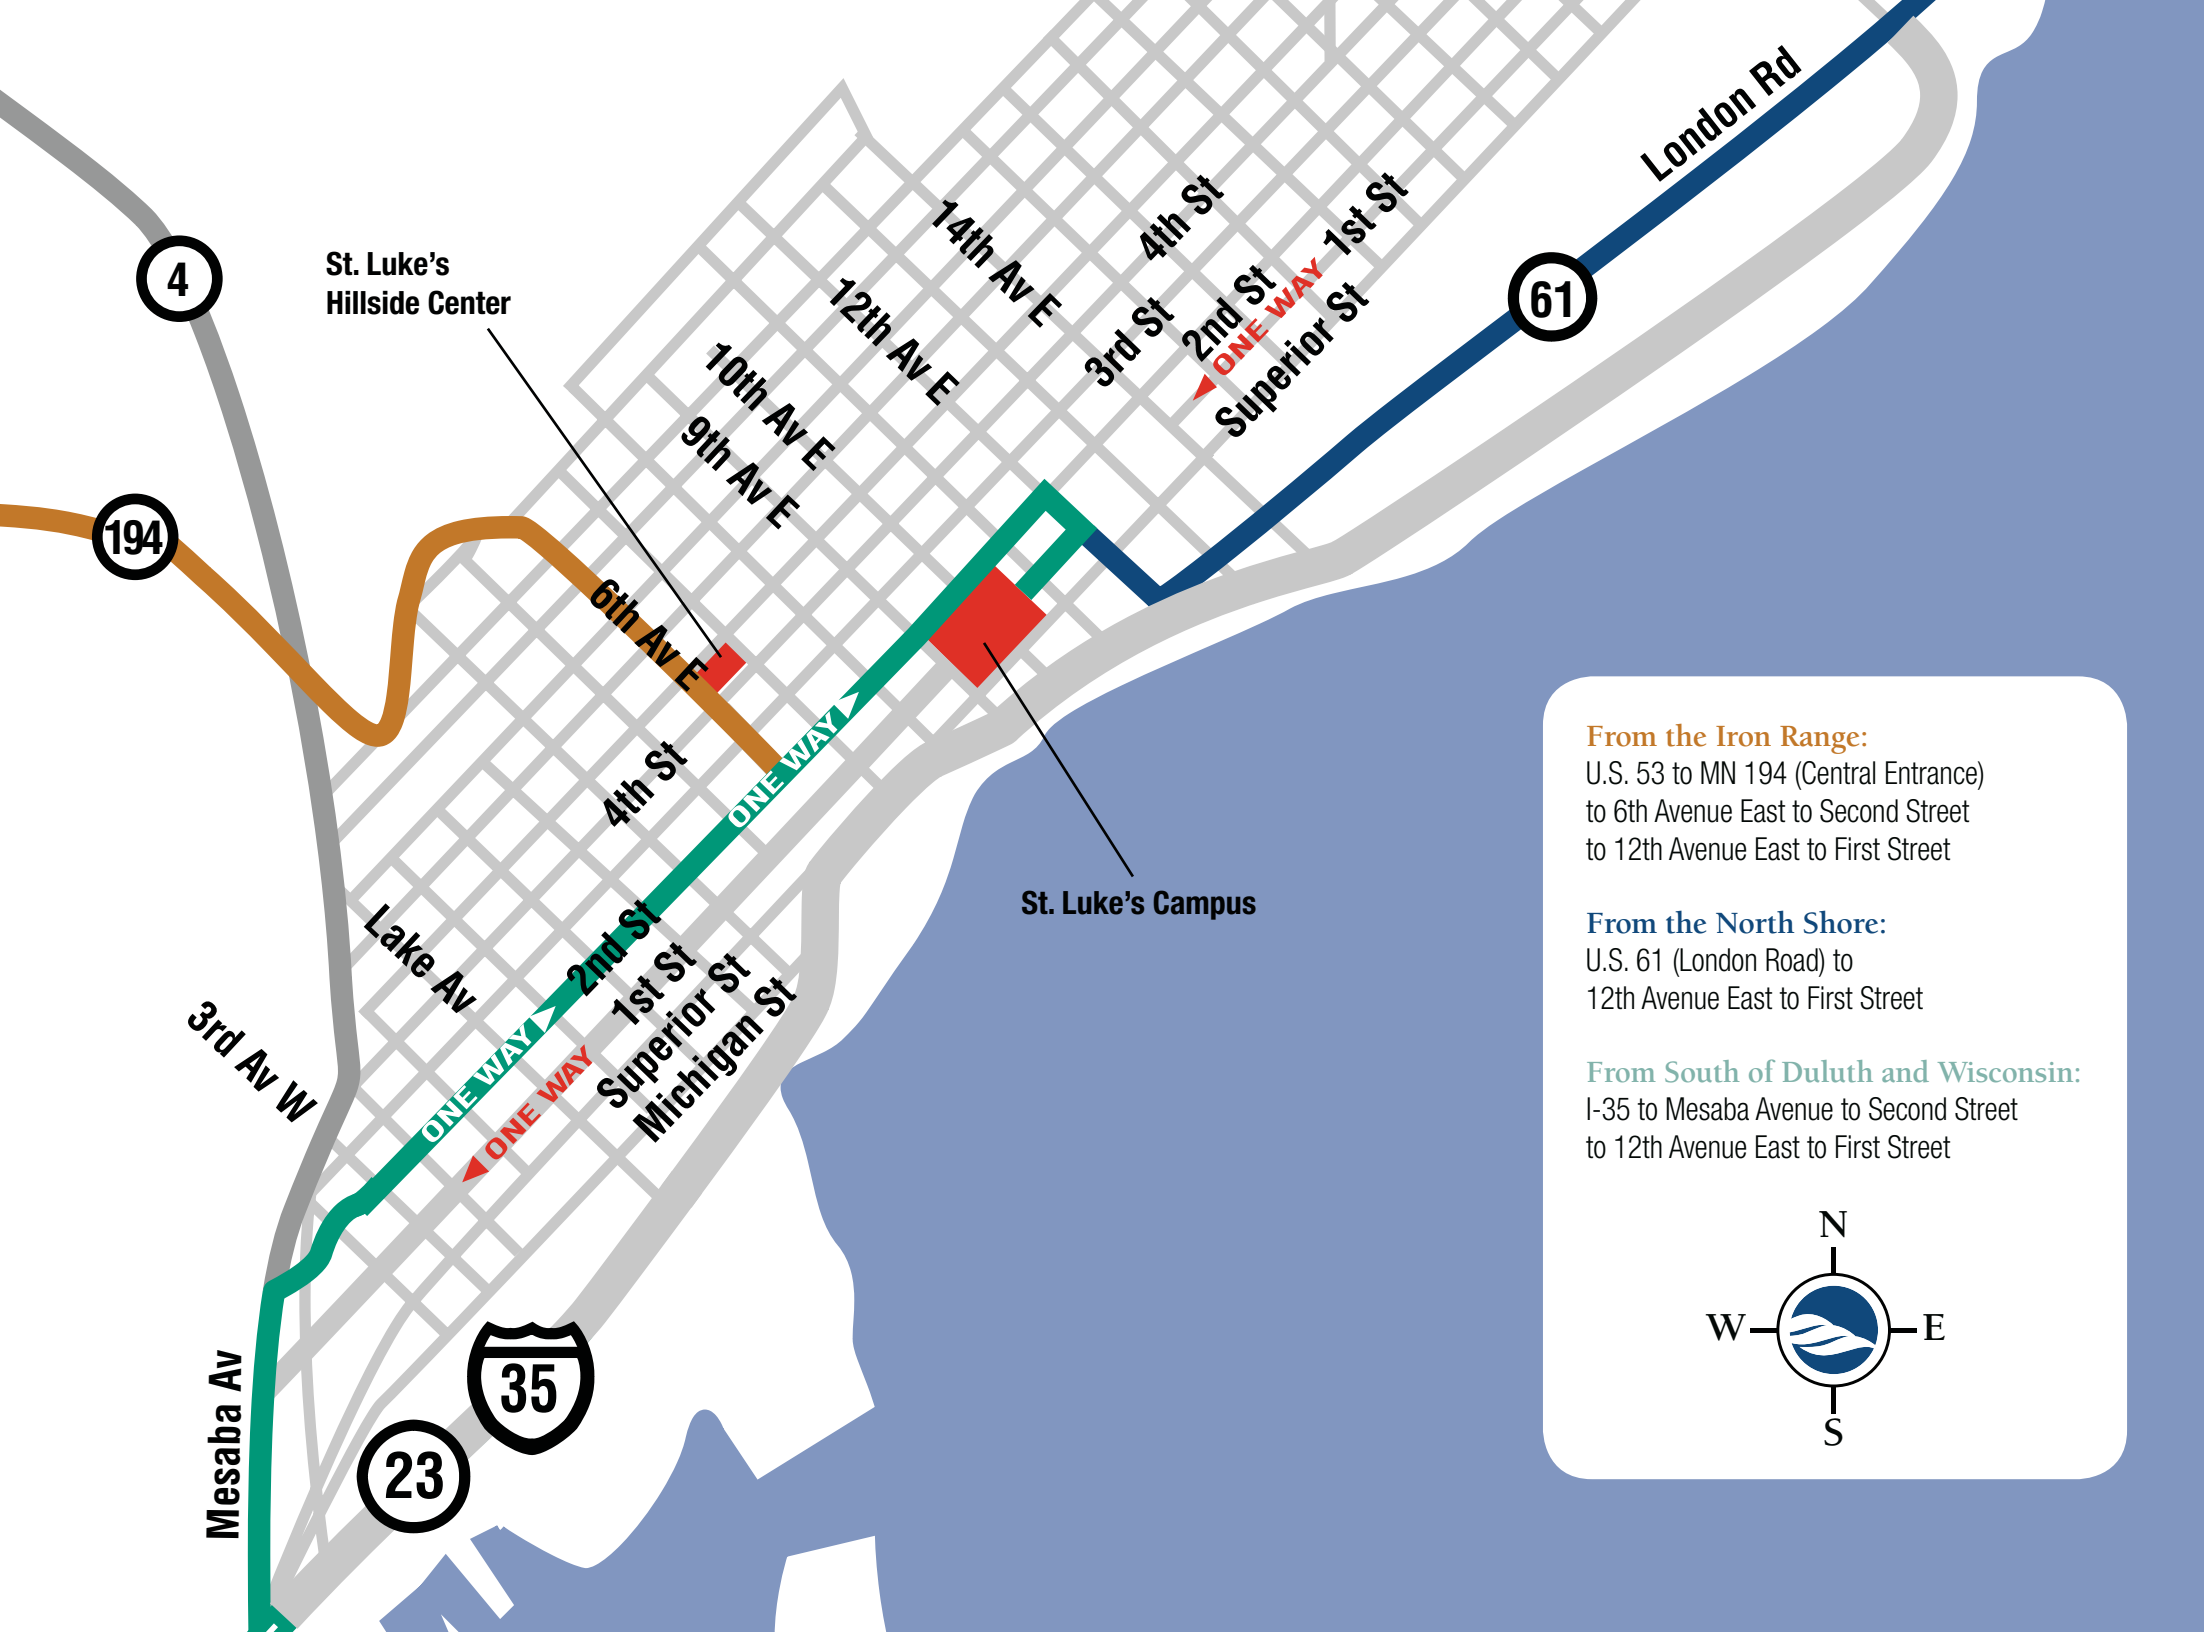 London Rd
4th St
1st St
14th Av E
4
St. Luke's
Hillside Center
2nd St
ONE WAY
61
12th Av E
3rd St
Superior St
10th Av E
9th Av E
194
6th Av E
4th St
ONE WAY
St. Luke's Campus
2nd St
Lake Av
1st St
Superior St
Michigan St
3rd Av W
ONE WAY
ONE WAY
35
Mesaba Av
23
From the Iron Range:
U.S. 53 to MN 194 (Central Entrance)
to 6th Avenue East to Second Street
to 12th Avenue East to First Street
From the North Shore:
U.S. 61 (London Road) to
12th Avenue East to First Street
From South of Duluth and Wisconsin:
I-35 to Mesaba Avenue to Second Street
to 12th Avenue East to First Street
N
W
E
S